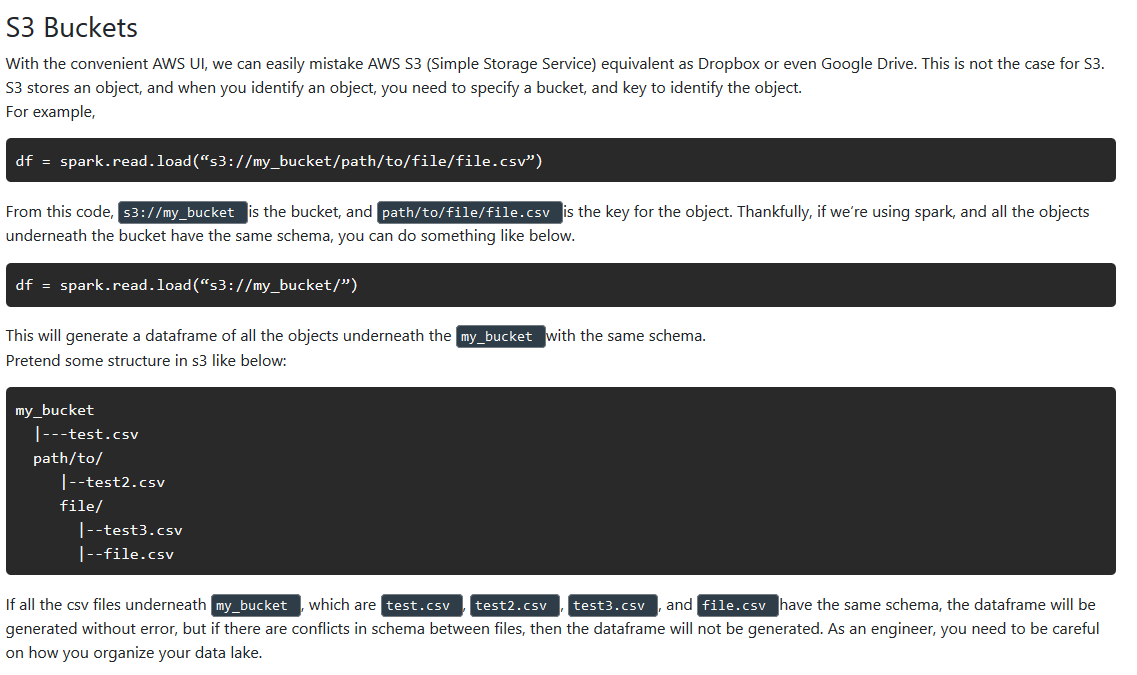 S3 Buckets
With the convenient AWS UI, we can easily mistake AWS S3 (Simple Storage Service) equivalent as Dropbox or even Google Drive. This is not the case for S3.
S3 stores an object, and when you identify an object, you need to specify a bucket, and key to identify the object.
For example,
df = spark.read.load(“s3://my_bucket/path/to/file/file.csv”)
From this code, s3://my_bucket is the bucket, and path/to/file/file.csv is the key for the object. Thankfully, if we’re using spark, and all the objects
underneath the bucket have the same schema, you can do something like below.
df = spark.read.load(“s3://my_bucket/”)
This will generate a dataframe of all the objects underneath the my_bucket with the same schema.
Pretend some structure in s3 like below:
my_bucket
  |---test.csv
  path/to/
     |--test2.csv
     file/
       |--test3.csv
       |--file.csv
If all the csv files underneath my_bucket, which are test.csv, test2.csv, test3.csv, and file.csv have the same schema, the dataframe will be
generated without error, but if there are conflicts in schema between files, then the dataframe will not be generated. As an engineer, you need to be careful
on how you organize your data lake.